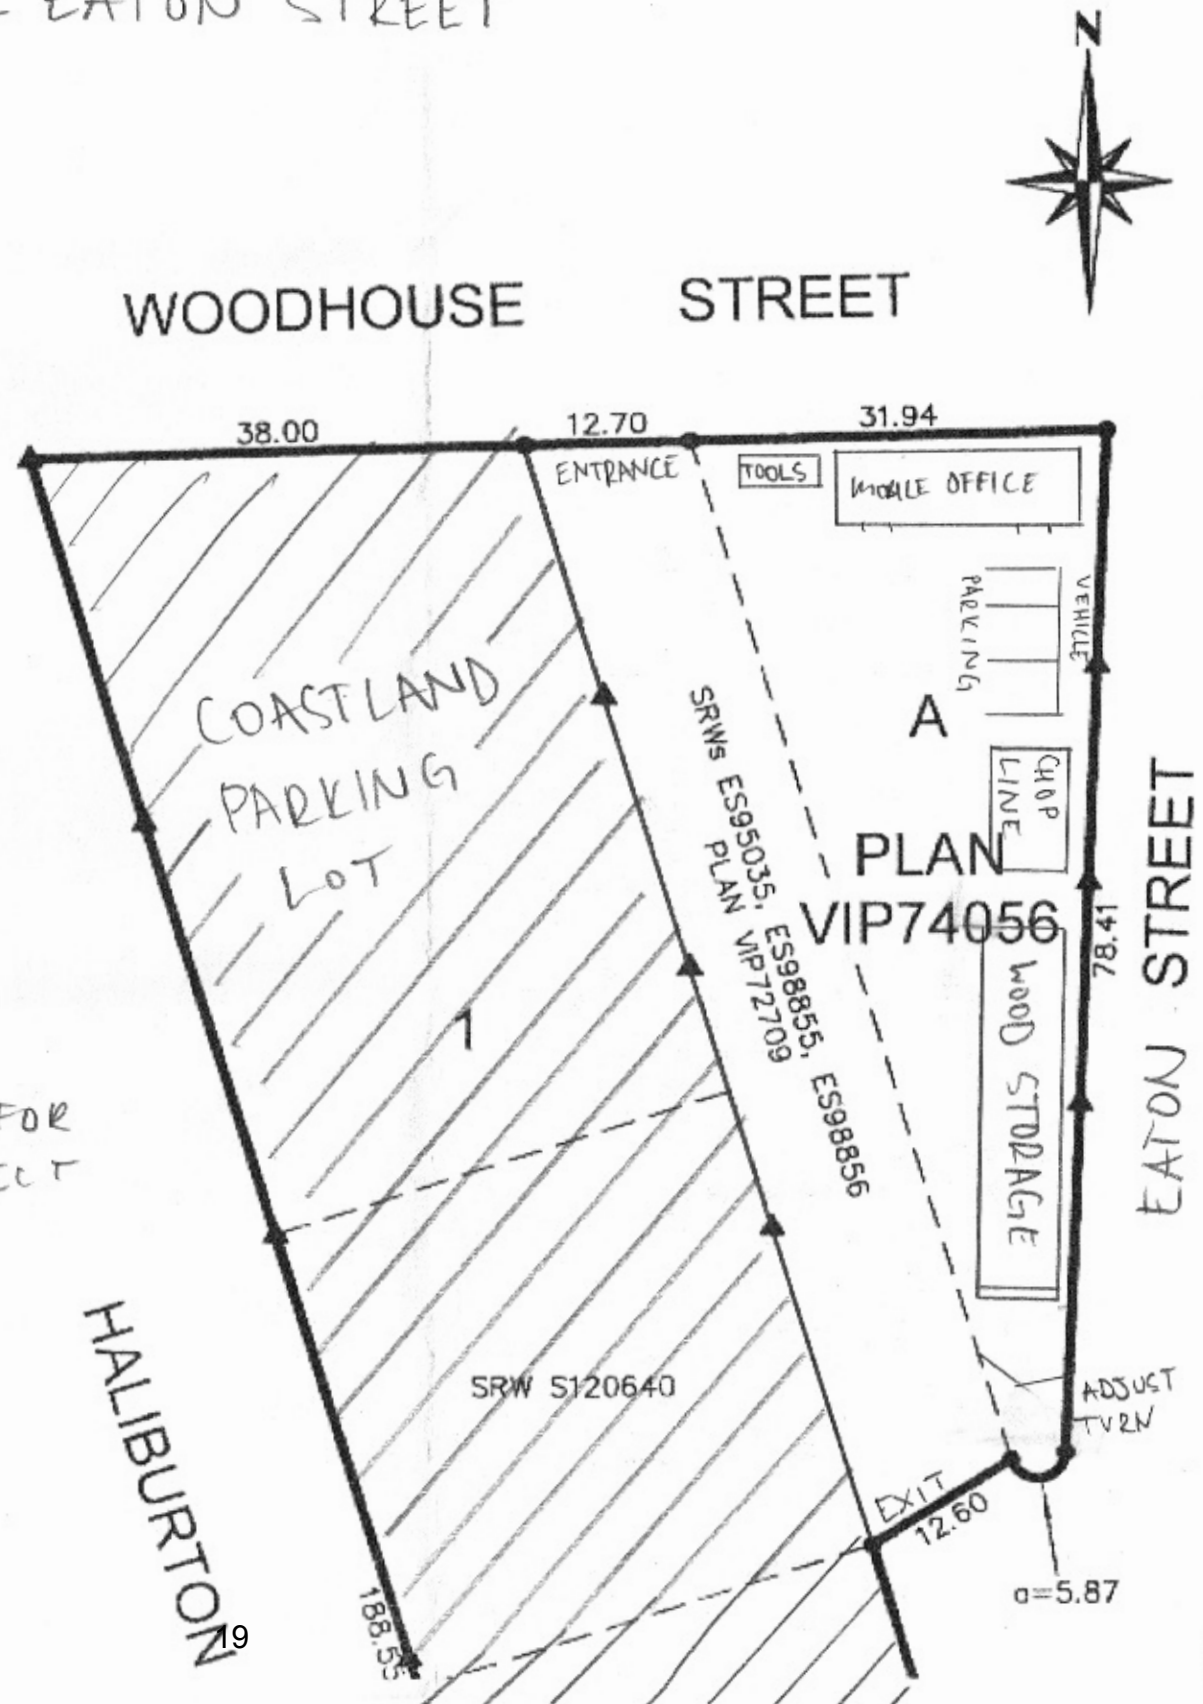 EATON STREET
N
WOODHOUSE STREET
38.00
12.70
31.94
ENTRANCE
TOOLS
MOBILE OFFICE
VEHICLE
PARKING
COASTLAND
PARKING
LOT
SRWs ES95035, ES98855, ES98856
PLAN VIP72709
A
CHOP
LINE
PLAN
VIP74056
78.41
EATON STREET
WOOD STORAGE
1
FOR
HALIBURTON
SRW S120640
ADJUST
TURN
EXIT
12.60
a=5.87
188.55
19